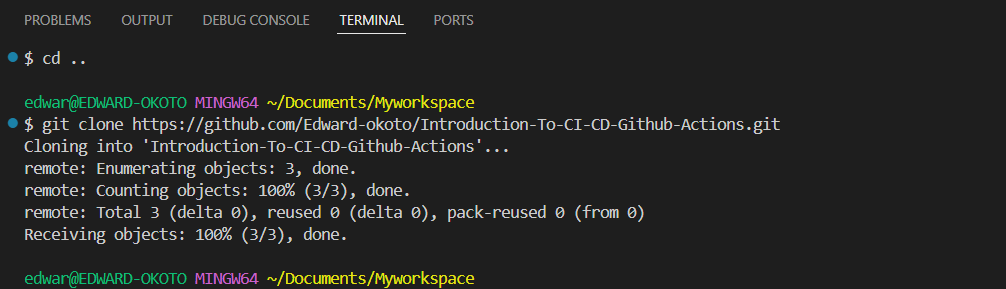 PROBLEMS OUTPUT DEBUG CONSOLE TERMINAL PORTS
$ cd ..
edwar@EDWARD-OKOTO MINGW64 ~/Documents/Myworkspace
$ git clone https://github.com/Edward-okoto/Introduction-To-CI-CD-Github-Actions.git
Cloning into 'Introduction-To-CI-CD-Github-Actions'...
remote: Enumerating objects: 3, done.
remote: Counting objects: 100% (3/3), done.
remote: Total 3 (delta 0), reused 0 (delta 0), pack-reused 0 (from 0)
Receiving objects: 100% (3/3), done.
edwar@EDWARD-OKOTO MINGW64 ~/Documents/Myworkspace